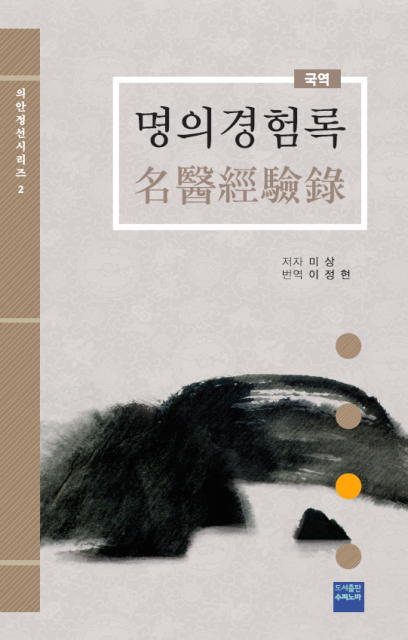 의안정선시리즈 2
국역
명의경험록
名醫經驗錄
저자 미 상
번역 이 정 현
도서출판
수퍼노바